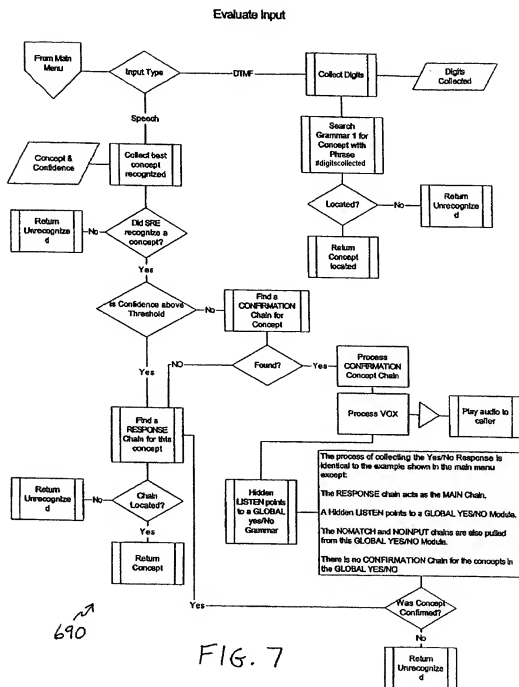 Evaluate Input
From Main
Menu
Input Type
DTMF
Collect Digits
Digits
Collected
Speech
Concept &
Confidence
Collect best
concept
recognized
Search
Grammar 1 for
Concept with
Phrase
#digitscollected
Return
Unrecognize
d
No
Did SRE
recognize a
concept?
Located?
No
Return
Unrecognize
d
Return
Concept
located
Yes
Is Confidence above
Threshold
No
Find a
CONFIRMATION
Chain for
Concept
Yes
NO
Found?
Yes
Process
CONFIRMATION
Concept Chain
Process VOX
Play audio to
caller
Find a
RESPONSE
Chain for this
concept
Return
Unrecognize
d
No
Chain
Located?
Yes
Return
Concept
Hidden
LISTEN points
to a GLOBAL
yes/No
Grammar
The process of collecting the Yes/No Response is
identical to the example shown in the main menu
except:
The RESPONSE chain acts as the MAIN Chain.
A Hidden LISTEN points to a GLOBAL YES/NO Module.
The NOMATCH and NOINPUT chains are also pulled
from this GLOBAL YES/NO Module.
There is no CONFIRMATION Chain for the concepts in
the GLOBAL YES/NO
Yes
Was Concept
Confirmed?
No
Return
Unrecognize
d
690
FIG. 7